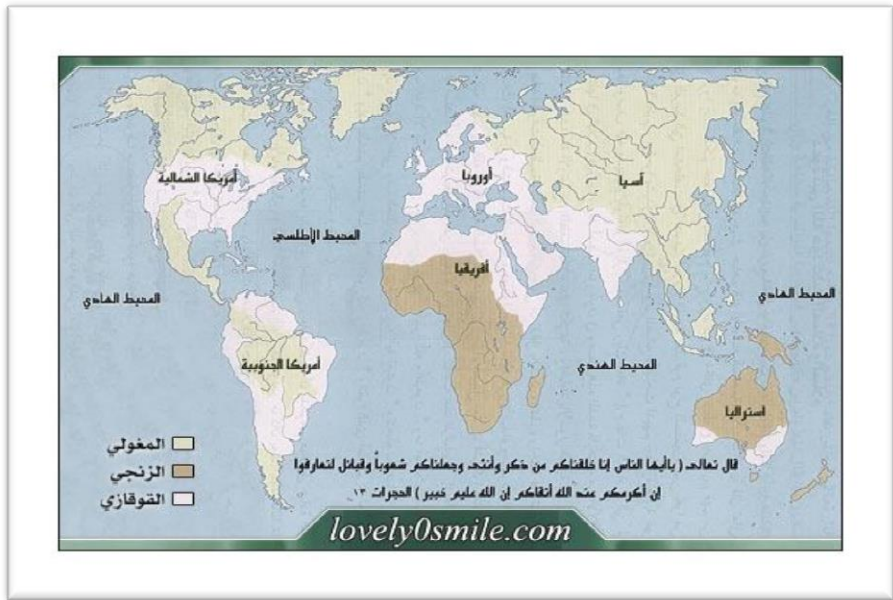 أمريكا الشمالية
أوروبا
آسيا
المحيط الأطلسي
أفريقيا
المحيط الهادي
المحيط الهادي
أمريكا الجنوبية
المحيط الهندي
استراليا
المغولي
الزنجي
القوقازي
قال تعالى ( ياأيها الناس إنا خلقناكم من ذكر وأنثى وجعلناكم شعوباً وقبائل لتعارفوا
إن أكرمكم عند الله أتقاكم إن الله عليم خبير ) الحجرات ١٣
lovely0smile.com